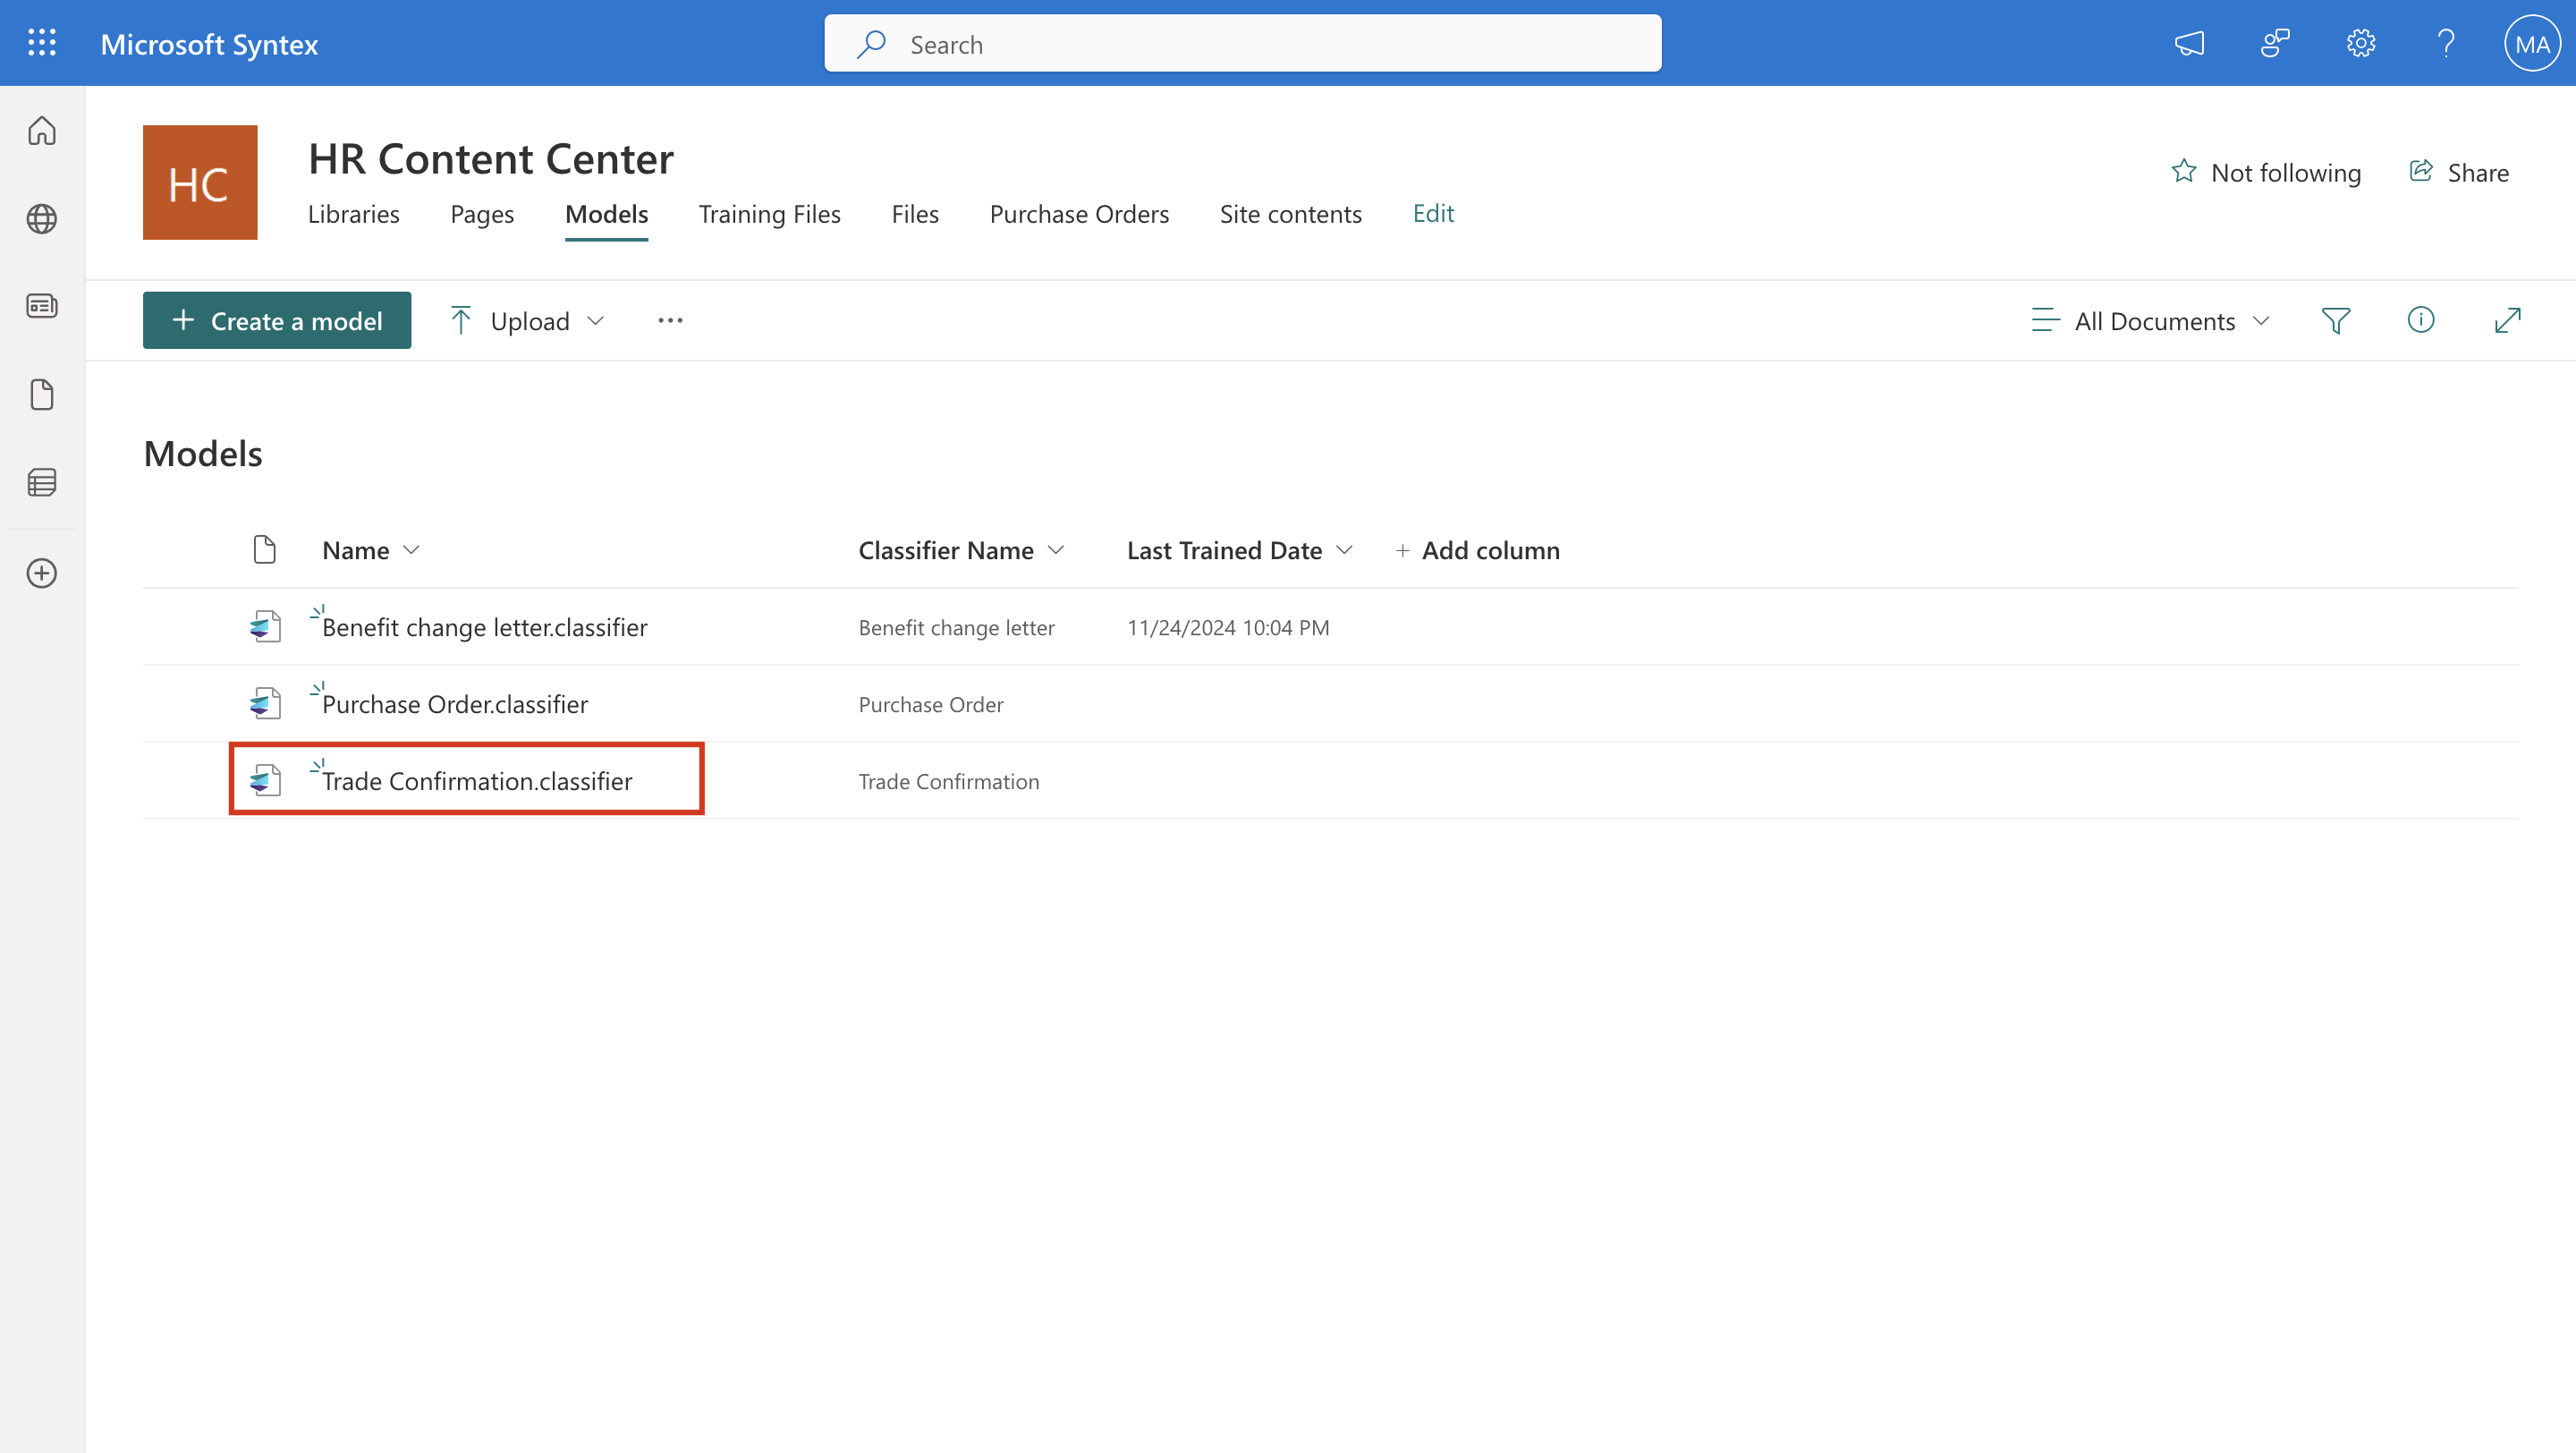 Microsoft Syntex
Search
MA
HC
HR Content Center
Not following
Share
Libraries
Pages
Models
Training Files
Files
Purchase Orders
Site contents
Edit
Create a model
Upload
All Documents
Models
Name
Classifier Name
Last Trained Date
Add column
Benefit change letter.classifier
Benefit change letter
11/24/2024 10:04 PM
Purchase Order.classifier
Purchase Order
Trade Confirmation.classifier
Trade Confirmation